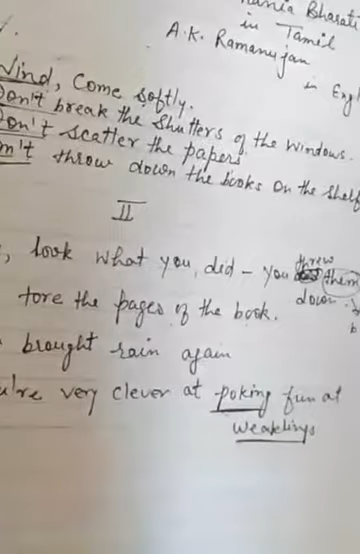 Bharati
in Tamil
A.K. Ramanujan
in
Wind, Come softly.
Don't break the shutters of the windows.
Don't scatter the papers
Don't throw down the books on the shelf
II
, look what you did – you threw them
down.
tore the pages of the book.
brought rain again
You're very clever at poking fun at
weaklings